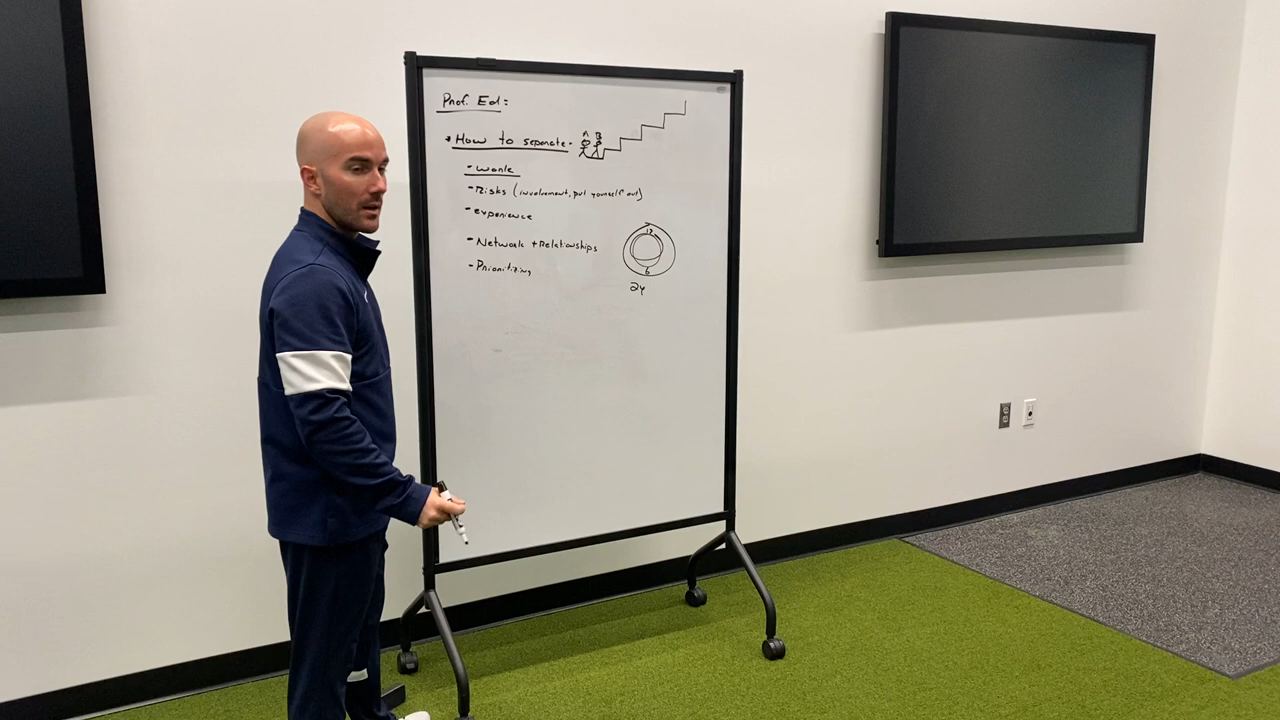 Prof. Ed:
* How to separate-
A B
- work
- Risks (involvement, put yourself out)
- experience
- Network + Relationships
- Prioritizing
12
6
24